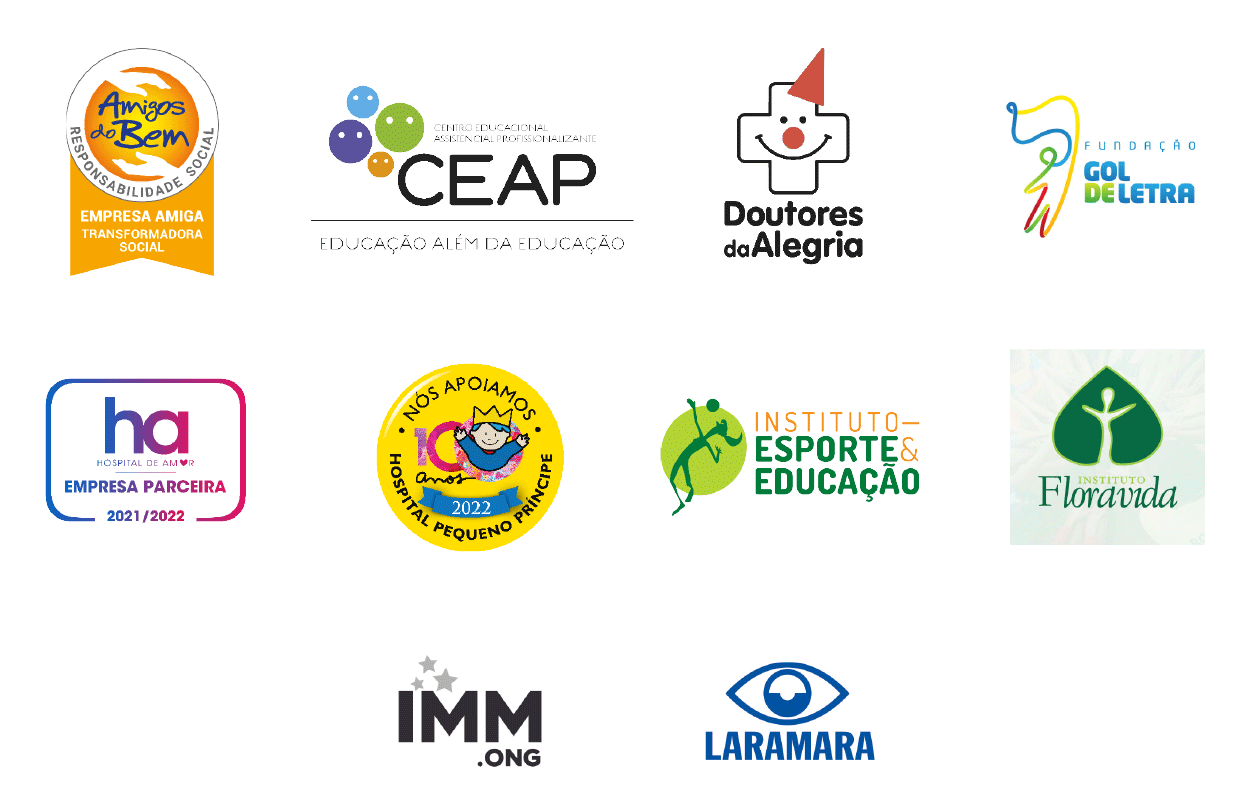 Amigos
do Bem
RESPONSABILIDADE SOCIAL
EMPRESA AMIGA
TRANSFORMADORA
SOCIAL
CENTRO EDUCACIONAL
ASSISTENCIAL PROFISSIONALIZANTE
CEAP
EDUCAÇÃO ALÉM DA EDUCAÇÃO
Doutores
da Alegria
FUNDAÇÃO
GOL
DE LETRA
ha
HOSPITAL DE AMOR
EMPRESA PARCEIRA
2021/2022
• NÓS APOIAMOS •
100
anos
2022
HOSPITAL PEQUENO PRÍNCIPE
INSTITUTO
ESPORTE&
EDUCAÇÃO
INSTITUTO
Floravida
IMM
.ONG
LARAMARA